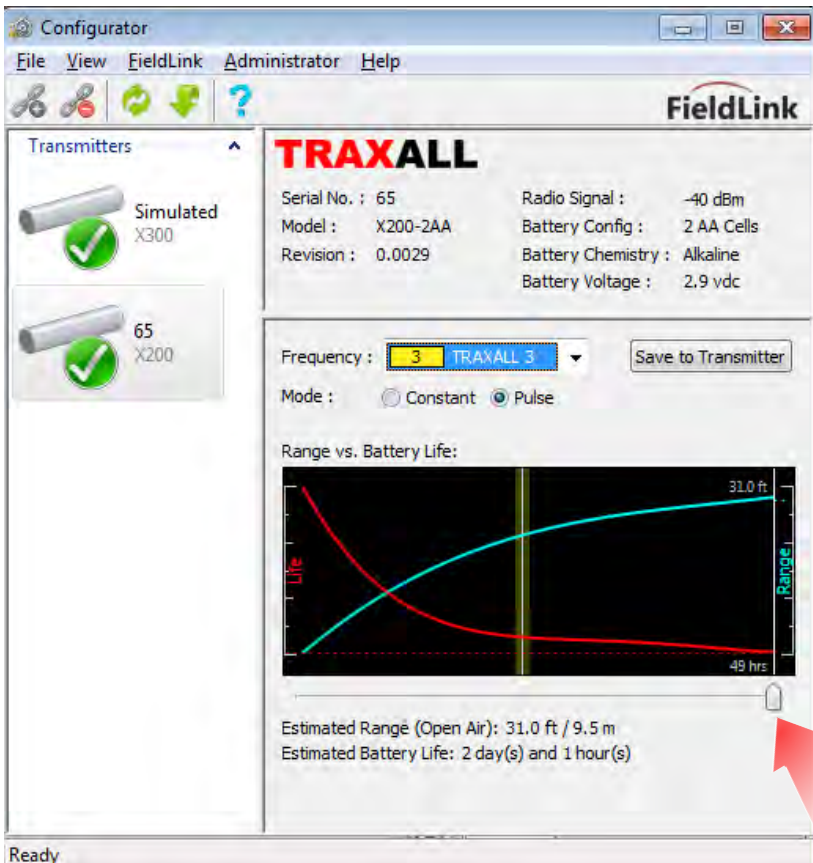 Configurator
File View FieldLink Administrator Help
FieldLink
Transmitters
Simulated
X300
65
X200
TRAXALL
Serial No. : 65 Radio Signal : -40 dBm
Model : X200-2AA Battery Config : 2 AA Cells
Revision : 0.0029 Battery Chemistry : Alkaline
Battery Voltage : 2.9 vdc
Frequency : 3 TRAXALL 3 Save to Transmitter
Mode : Constant Pulse
Range vs. Battery Life:
31.0 ft
Life
Range
49 hrs
Estimated Range (Open Air): 31.0 ft / 9.5 m
Estimated Battery Life: 2 day(s) and 1 hour(s)
Ready